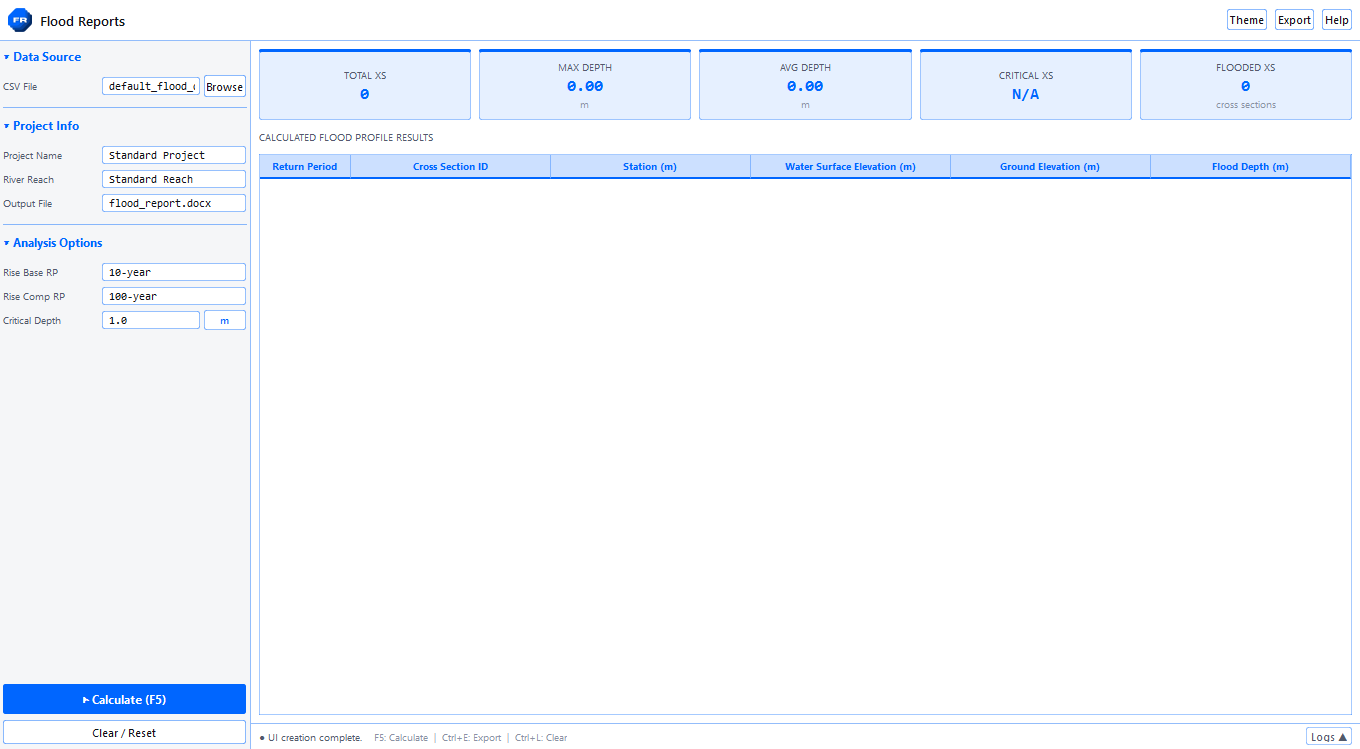 FR Flood Reports Theme Export Help
▾ Data Source
CSV File default_flood_ Browse
▾ Project Info
Project Name Standard Project
River Reach Standard Reach
Output File flood_report.docx
▾ Analysis Options
Rise Base RP 10-year
Rise Comp RP 100-year
Critical Depth 1.0 m
▶ Calculate (F5)
Clear / Reset
TOTAL XS
0
MAX DEPTH
0.00
m
AVG DEPTH
0.00
m
CRITICAL XS
N/A
FLOODED XS
0
cross sections
CALCULATED FLOOD PROFILE RESULTS
Return Period Cross Section ID Station (m) Water Surface Elevation (m) Ground Elevation (m) Flood Depth (m)
● UI creation complete. F5: Calculate | Ctrl+E: Export | Ctrl+L: Clear Logs ▲